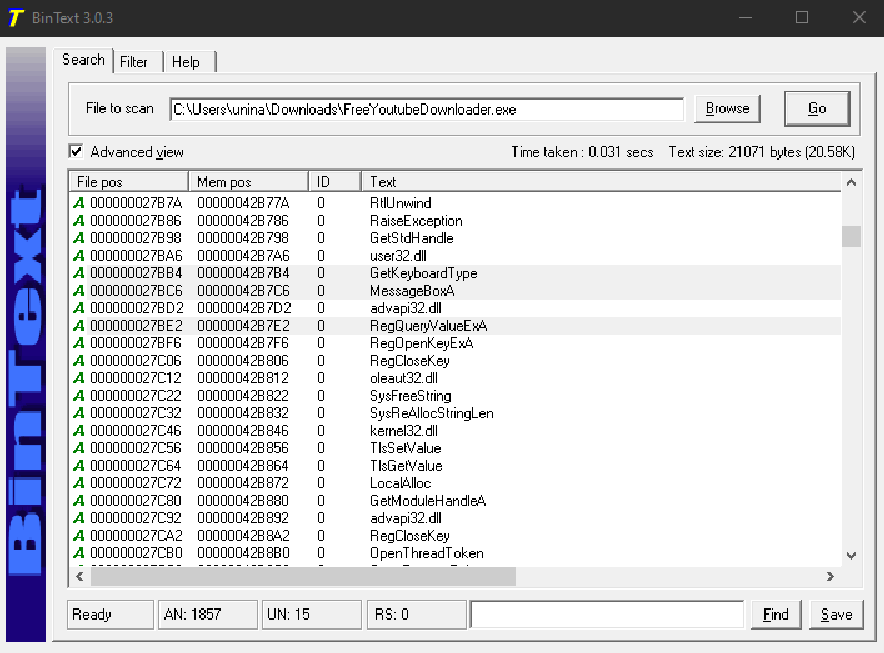 BinText 3.0.3
Search Filter Help
File to scan C:\Users\unina\Downloads\FreeYoutubeDownloader.exe Browse Go
Advanced view Time taken : 0.031 secs Text size: 21071 bytes (20.58K)
File pos Mem pos ID Text
A 000000027B7A 00000042B77A 0 RtlUnwind
A 000000027B86 00000042B786 0 RaiseException
A 000000027B98 00000042B798 0 GetStdHandle
A 000000027BA6 00000042B7A6 0 user32.dll
A 000000027BB4 00000042B7B4 0 GetKeyboardType
A 000000027BC6 00000042B7C6 0 MessageBoxA
A 000000027BD2 00000042B7D2 0 advapi32.dll
A 000000027BE2 00000042B7E2 0 RegQueryValueExA
A 000000027BF6 00000042B7F6 0 RegOpenKeyExA
A 000000027C06 00000042B806 0 RegCloseKey
A 000000027C12 00000042B812 0 oleaut32.dll
A 000000027C22 00000042B822 0 SysFreeString
A 000000027C32 00000042B832 0 SysReAllocStringLen
A 000000027C46 00000042B846 0 kernel32.dll
A 000000027C56 00000042B856 0 TlsSetValue
A 000000027C64 00000042B864 0 TlsGetValue
A 000000027C72 00000042B872 0 LocalAlloc
A 000000027C80 00000042B880 0 GetModuleHandleA
A 000000027C92 00000042B892 0 advapi32.dll
A 000000027CA2 00000042B8A2 0 RegCloseKey
A 000000027CB0 00000042B8B0 0 OpenThreadToken
Ready AN: 1857 UN: 15 RS: 0 Find Save
BinText